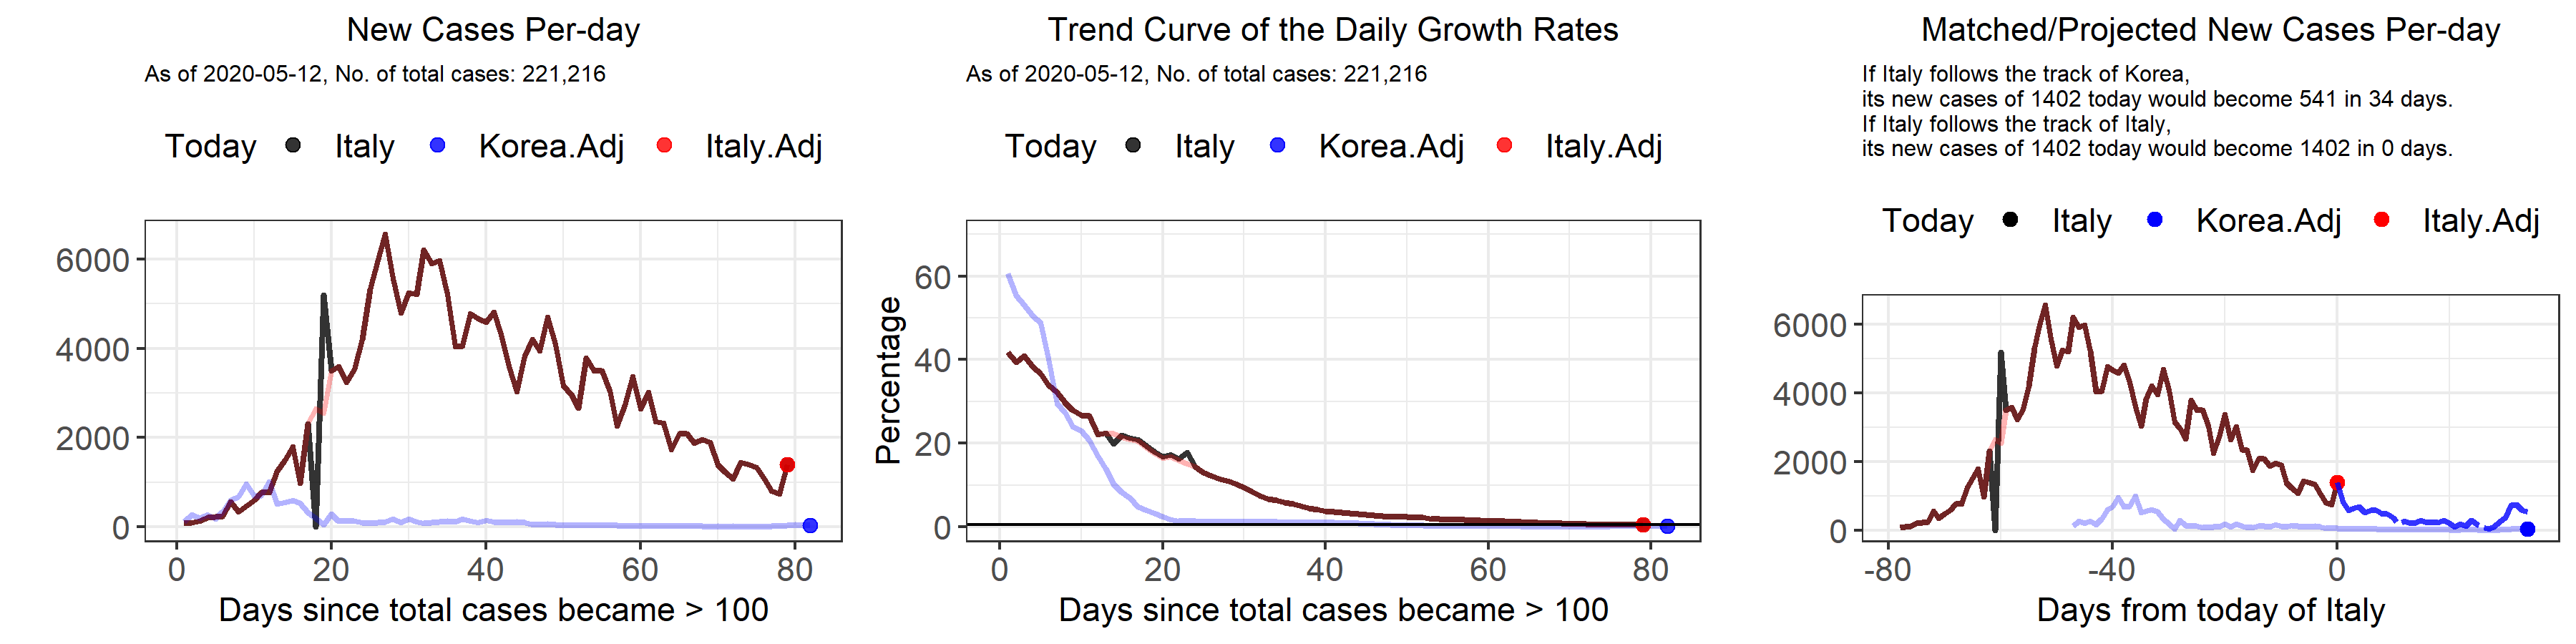 New Cases Per-day
As of 2020-05-12, No. of total cases: 221,216
Today Italy Korea.Adj Italy.Adj
6000
4000
2000
0
0 20 40 60 80
Days since total cases became > 100
Trend Curve of the Daily Growth Rates
As of 2020-05-12, No. of total cases: 221,216
Today Italy Korea.Adj Italy.Adj
Percentage
60
40
20
0
0 20 40 60 80
Days since total cases became > 100
Matched/Projected New Cases Per-day
If Italy follows the track of Korea,
its new cases of 1402 today would become 541 in 34 days.
If Italy follows the track of Italy,
its new cases of 1402 today would become 1402 in 0 days.
Today Italy Korea.Adj Italy.Adj
6000
4000
2000
0
-80 -40 0
Days from today of Italy